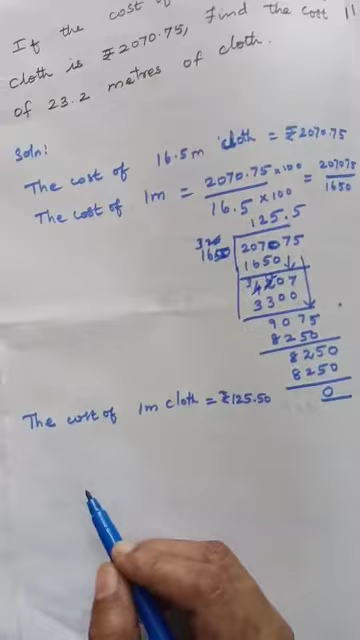 If the cost of
cloth is ₹2070.75, Find the cost
of 23.2 metres of cloth.
Soln:
The cost of 16.5m cloth = ₹2070.75
The cost of 1m = 2070.75 × 100 / 16.5 × 100 = 207075 / 1650
125.5
207075
1650
07
3300
9075
8250
8250
8250
0
The cost of 1m cloth = ₹125.50